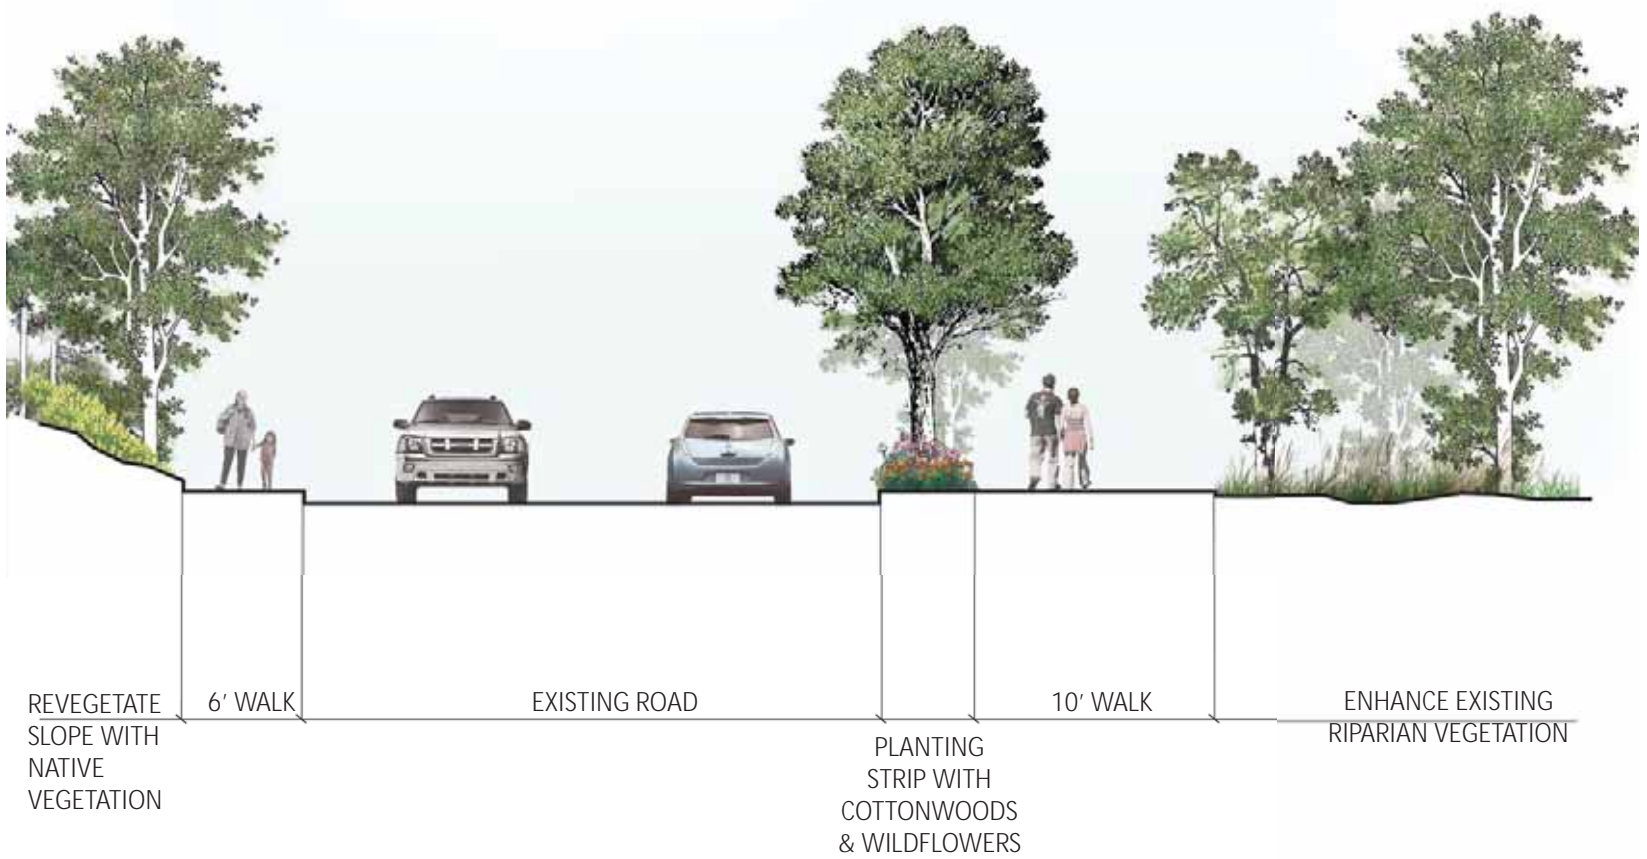 REVEGETATE
SLOPE WITH
NATIVE
VEGETATION
6' WALK
EXISTING ROAD
PLANTING
STRIP WITH
COTTONWOODS
& WILDFLOWERS
10' WALK
ENHANCE EXISTING
RIPARIAN VEGETATION